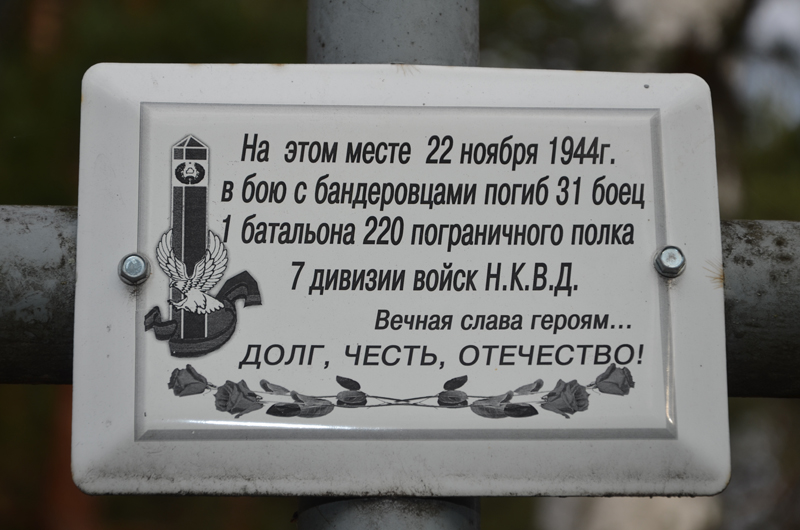 На этом месте 22 ноября 1944г.
в бою с бандеровцами погиб 31 боец
1 батальона 220 пограничного полка
7 дивизии войск Н.К.В.Д.
Вечная слава героям...
ДОЛГ, ЧЕСТЬ, ОТЕЧЕСТВО!